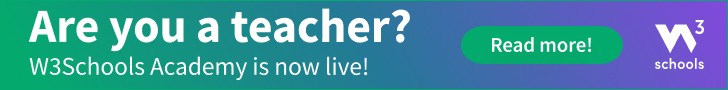 Are you a teacher?
W3Schools Academy is now live!
Read more!
W3
schools